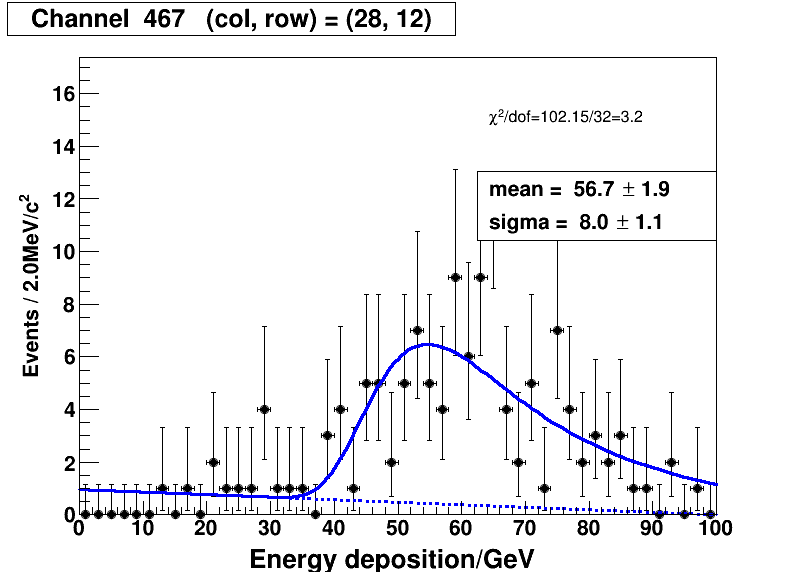 Channel 467 (col, row) = (28, 12)
χ²/dof=102.15/32=3.2
mean = 56.7 ± 1.9
sigma = 8.0 ± 1.1
Events / 2.0MeV/c²
16
14
12
10
8
6
4
2
0
0 10 20 30 40 50 60 70 80 90 100
Energy deposition/GeV